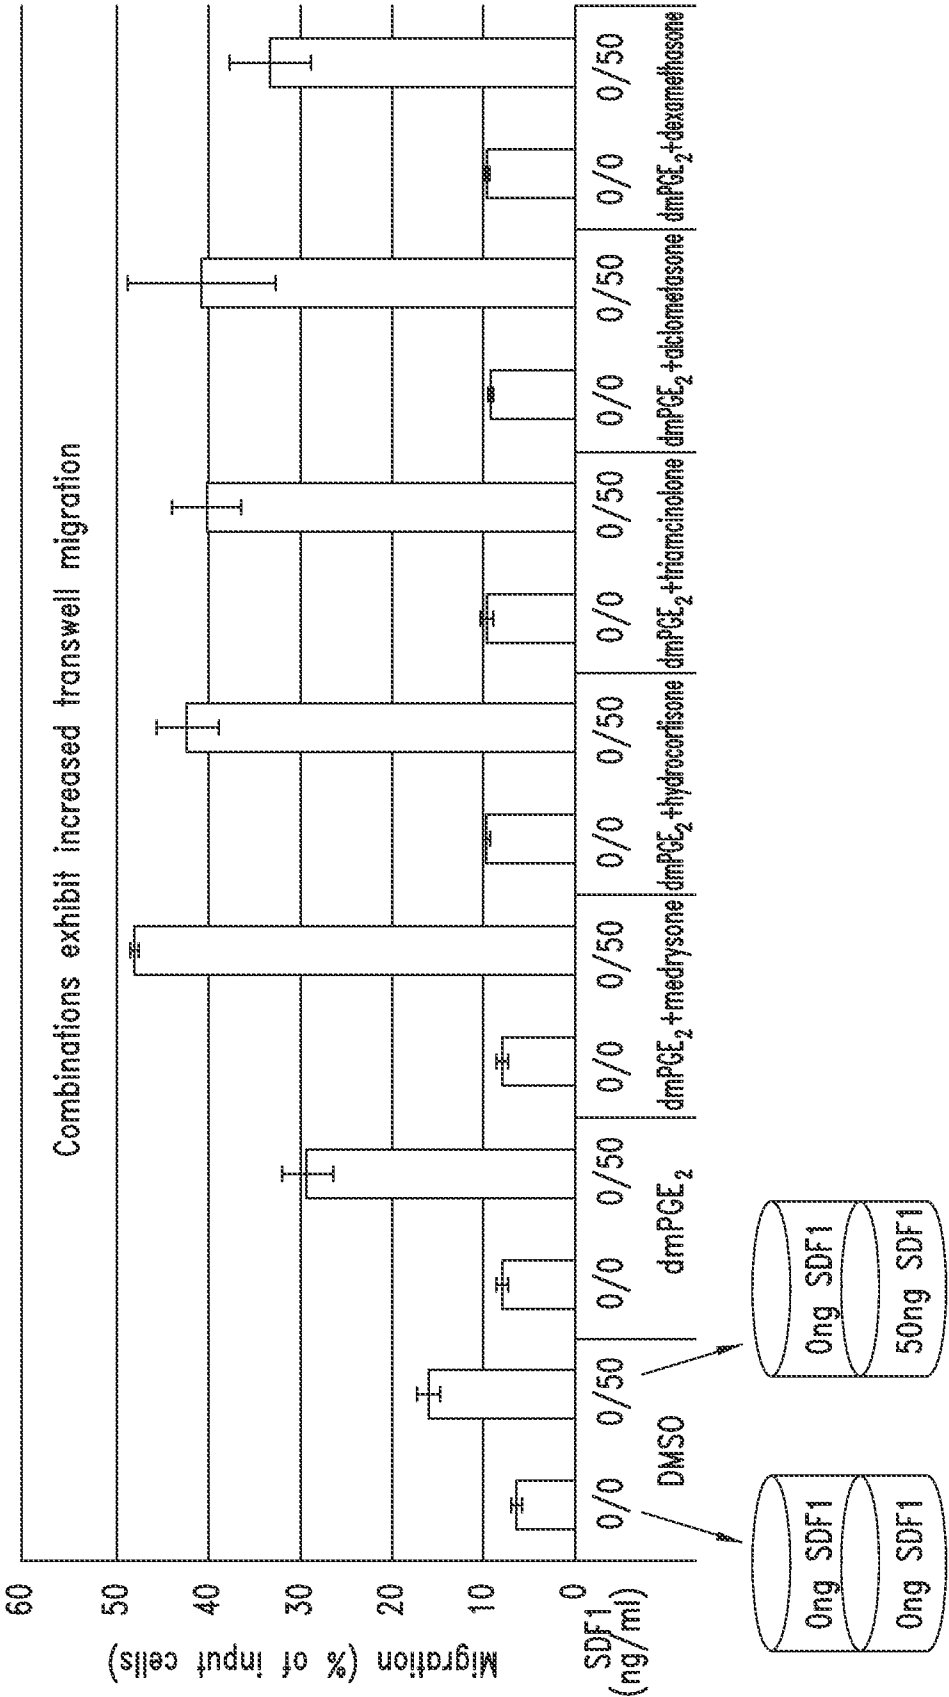 Combinations exhibit increased transwell migration
Migration (% of input cells)
60
50
40
30
20
10
0
SDF1
(ng/ml)
0/0 0/50 0/0 0/50 0/0 0/50 0/0 0/50 0/0 0/50 0/0 0/50 0/0 0/50
DMSO dmPGE2 dmPGE2+medrysone dmPGE2+hydrocortisone dmPGE2+triamcinolone dmPGE2+alclometasone dmPGE2+dexamethasone
0ng SDF1
0ng SDF1
0ng SDF1
50ng SDF1